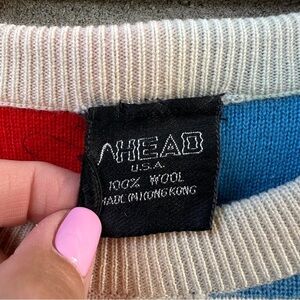 AHEAD
U.S.A.
100% WOOL
MADE IN HONG KONG